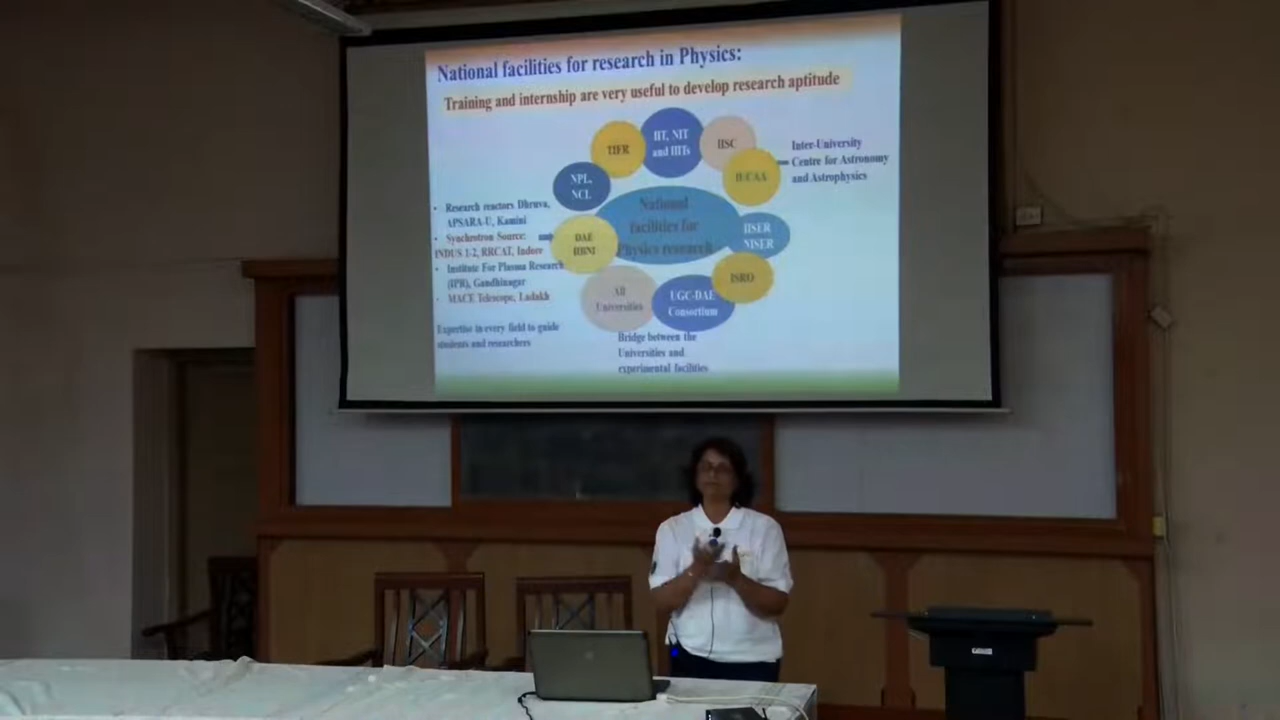 National facilities for research in Physics:
Training and internship are very useful to develop research aptitude
IIT, NIT
and IIITs
TIFR
IISC
NPL,
NCL
IUCAA
Inter-University
Centre for Astronomy
and Astrophysics
National
facilities for
Physics research
IISER
NISER
DAE
HBNI
• Research reactors Dhruva,
APSARA-U, Kamini
• Synchrotron Source:
INDUS 1-2, RRCAT, Indore
• Institute For Plasma Research
(IPR), Gandhinagar
• MACE Telescope, Ladakh
ISRO
All
Universities
UGC-DAE
Consortium
Expertise in every field to guide
students and researchers
Bridge between the
Universities and
experimental facilities